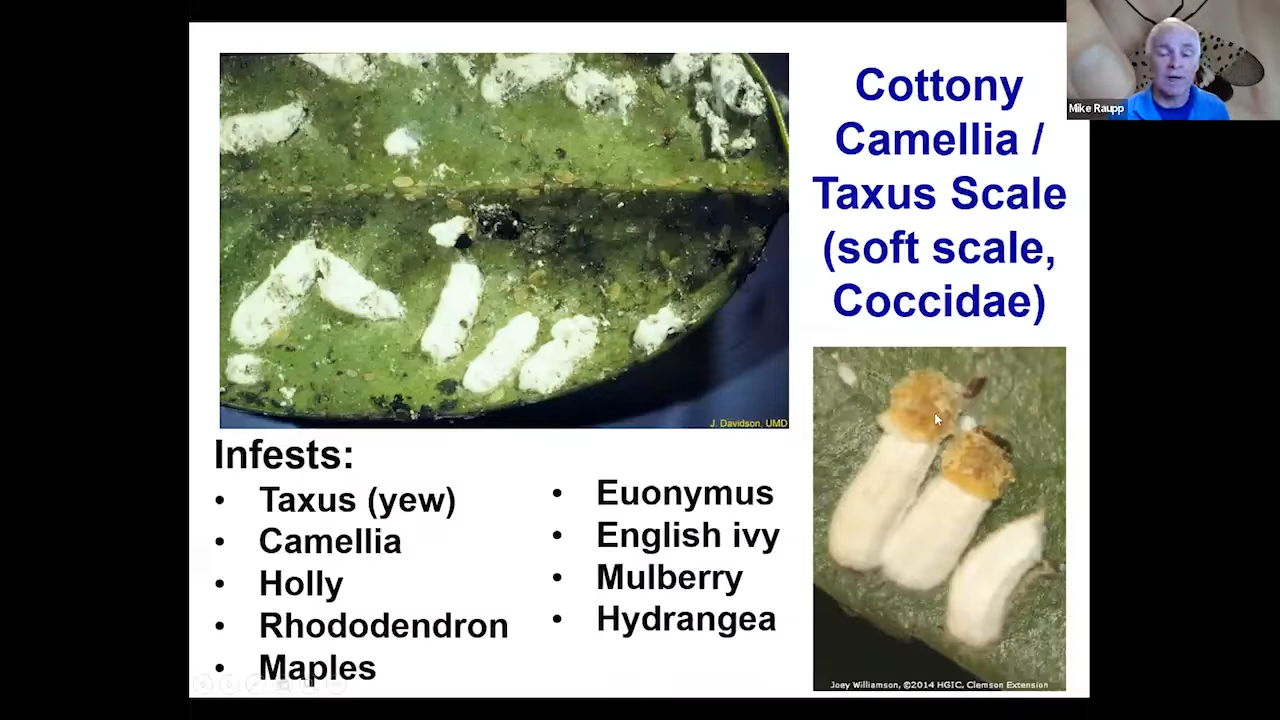 Cottony
Camellia /
Taxus Scale
(soft scale,
Coccidae)
Mike Raupp
J. Davidson, UMD
Infests:
• Taxus (yew)
• Camellia
• Holly
• Rhododendron
• Maples
• Euonymus
• English ivy
• Mulberry
• Hydrangea
Joey Williamson, ©2014 HGIC, Clemson Extension